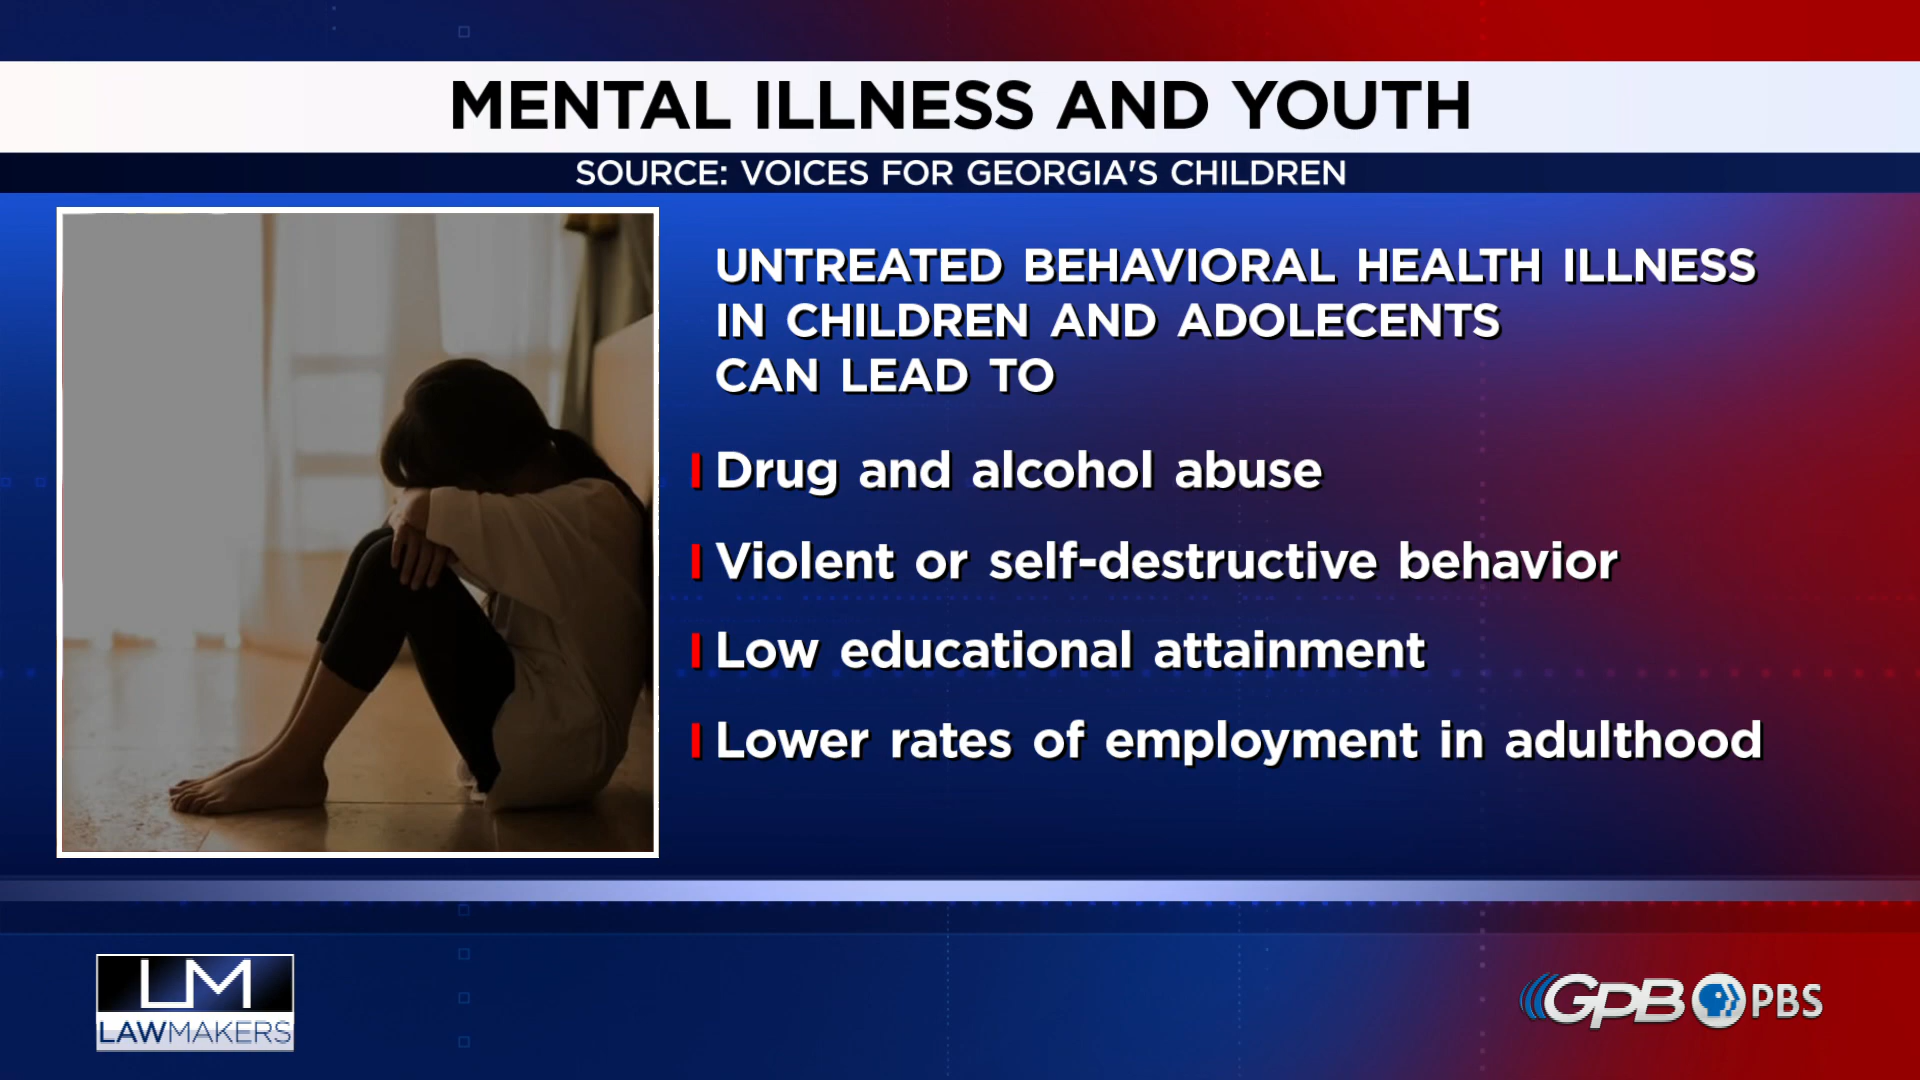 MENTAL ILLNESS AND YOUTH
SOURCE: VOICES FOR GEORGIA'S CHILDREN
UNTREATED BEHAVIORAL HEALTH ILLNESS
IN CHILDREN AND ADOLECENTS
CAN LEAD TO
Drug and alcohol abuse
Violent or self-destructive behavior
Low educational attainment
Lower rates of employment in adulthood
LM
LAWMAKERS
GPB PBS